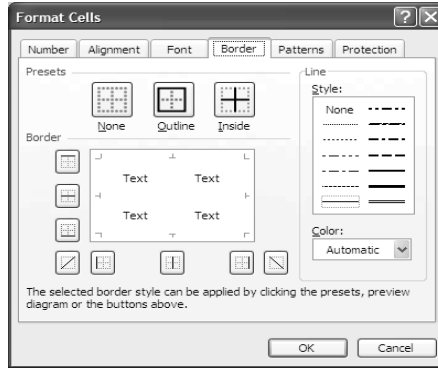 Format Cells
Number Alignment Font Border Patterns Protection
Presets
None Outline Inside
Line
Style:
None
Border
Text Text
Text Text
Color:
Automatic
The selected border style can be applied by clicking the presets, preview
diagram or the buttons above.
OK Cancel